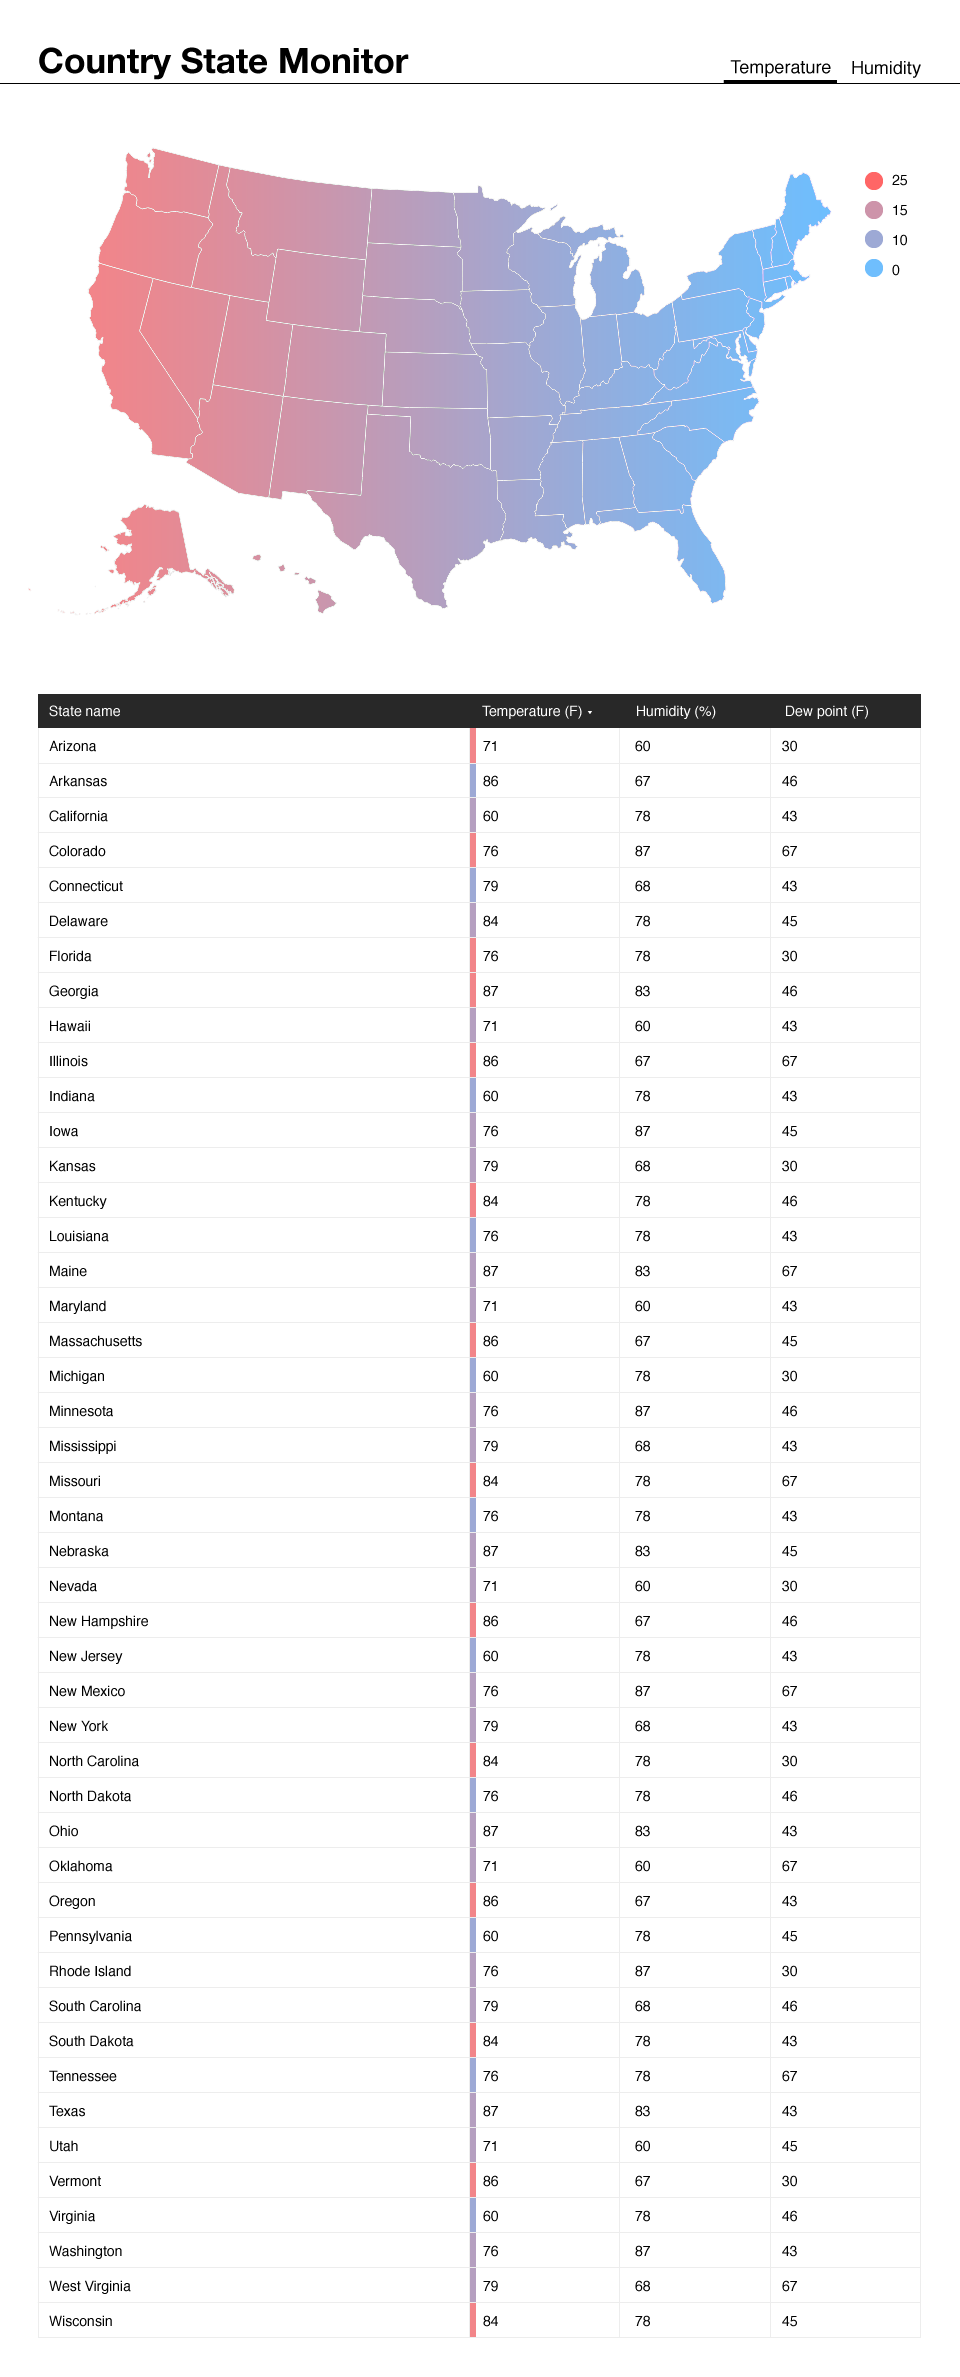 Country State Monitor
Temperature Humidity
25
15
10
0
State name Temperature (F) Humidity (%) Dew point (F)
Arizona 71 60 30
Arkansas 86 67 46
California 60 78 43
Colorado 76 87 67
Connecticut 79 68 43
Delaware 84 78 45
Florida 76 78 30
Georgia 87 83 46
Hawaii 71 60 43
Illinois 86 67 67
Indiana 60 78 43
Iowa 76 87 45
Kansas 79 68 30
Kentucky 84 78 46
Louisiana 76 78 43
Maine 87 83 67
Maryland 71 60 43
Massachusetts 86 67 45
Michigan 60 78 30
Minnesota 76 87 46
Mississippi 79 68 43
Missouri 84 78 67
Montana 76 78 43
Nebraska 87 83 45
Nevada 71 60 30
New Hampshire 86 67 46
New Jersey 60 78 43
New Mexico 76 87 67
New York 79 68 43
North Carolina 84 78 30
North Dakota 76 78 46
Ohio 87 83 43
Oklahoma 71 60 67
Oregon 86 67 43
Pennsylvania 60 78 45
Rhode Island 76 87 30
South Carolina 79 68 46
South Dakota 84 78 43
Tennessee 76 78 67
Texas 87 83 43
Utah 71 60 45
Vermont 86 67 30
Virginia 60 78 46
Washington 76 87 43
West Virginia 79 68 67
Wisconsin 84 78 45